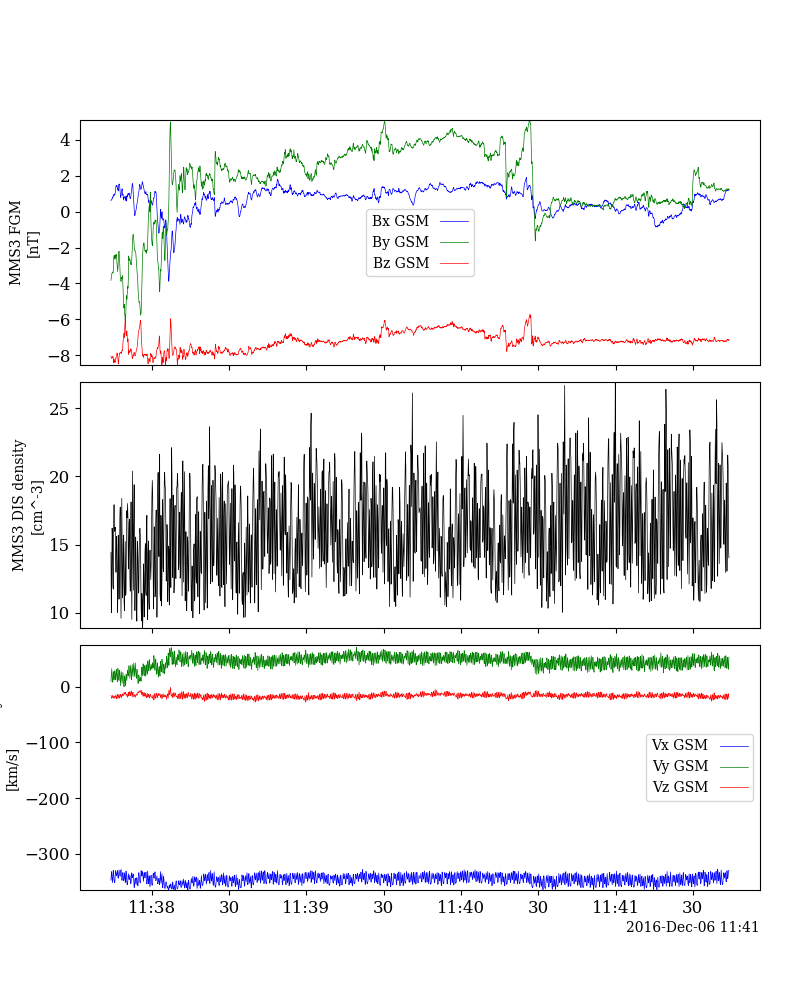 4
2
0
−2
−4
−6
−8
MMS3 FGM
[nT]
Bx GSM
By GSM
Bz GSM
25
20
15
10
MMS3 DIS density
[cm^-3]
0
−100
−200
−300
[km/s]
Vx GSM
Vy GSM
Vz GSM
11:38 30 11:39 30 11:40 30 11:41 30
2016-Dec-06 11:41